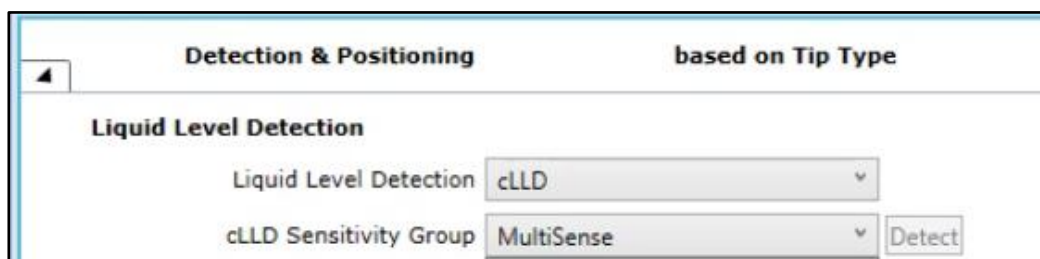 Detection & Positioning based on Tip Type
Liquid Level Detection
Liquid Level Detection cLLD
cLLD Sensitivity Group MultiSense Detect